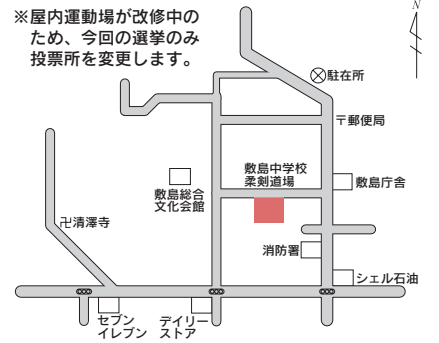 ※屋内運動場が改修中の
ため、今回の選挙のみ
投票所を変更します。
N
駐在所
〒郵便局
敷島中学校
柔剣道場
敷島庁舎
敷島総合
文化会館
卍清澤寺
消防署
シェル石油
セブン
イレブン
デイリー
ストア